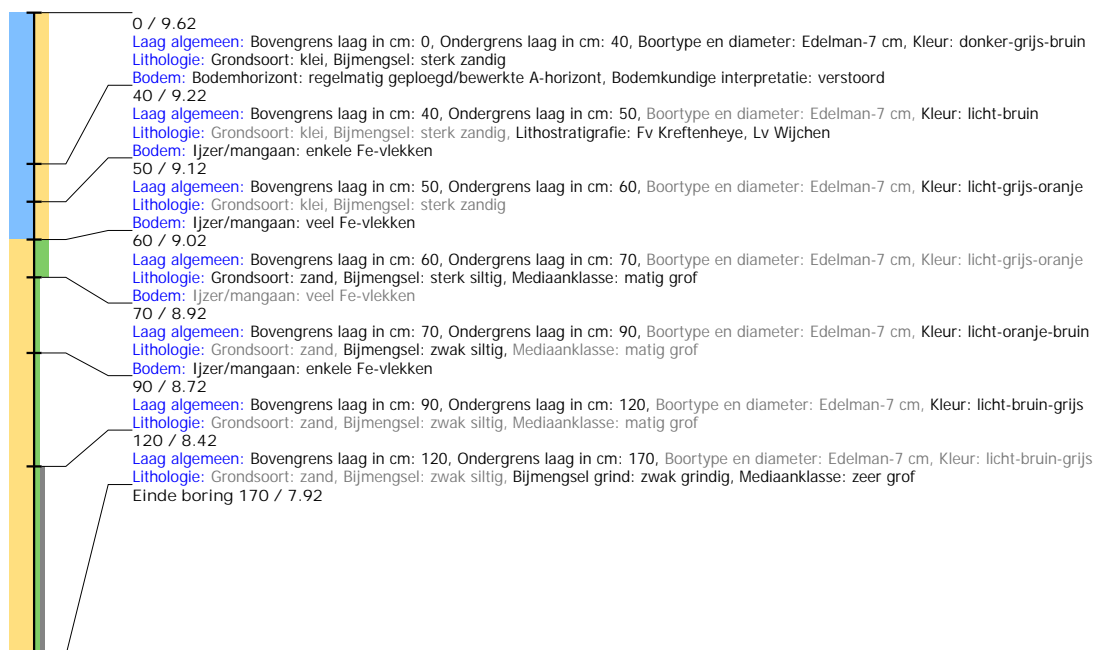 0 / 9.62
Laag algemeen: Bovengrens laag in cm: 0, Ondergrens laag in cm: 40, Boortype en diameter: Edelman-7 cm, Kleur: donker-grijs-bruin
Lithologie: Grondsoort: klei, Bijmengsel: sterk zandig
Bodem: Bodemhorizont: regelmatig geploegd/bewerkte A-horizont, Bodemkundige interpretatie: verstoord
40 / 9.22
Laag algemeen: Bovengrens laag in cm: 40, Ondergrens laag in cm: 50, Boortype en diameter: Edelman-7 cm, Kleur: licht-bruin
Lithologie: Grondsoort: klei, Bijmengsel: sterk zandig, Lithostratigrafie: Fv Kreftenheye, Lv Wijchen
Bodem: Ijzer/mangaan: enkele Fe-vlekken
50 / 9.12
Laag algemeen: Bovengrens laag in cm: 50, Ondergrens laag in cm: 60, Boortype en diameter: Edelman-7 cm, Kleur: licht-grijs-oranje
Lithologie: Grondsoort: klei, Bijmengsel: sterk zandig
Bodem: Ijzer/mangaan: veel Fe-vlekken
60 / 9.02
Laag algemeen: Bovengrens laag in cm: 60, Ondergrens laag in cm: 70, Boortype en diameter: Edelman-7 cm, Kleur: licht-grijs-oranje
Lithologie: Grondsoort: zand, Bijmengsel: sterk siltig, Mediaanklasse: matig grof
Bodem: Ijzer/mangaan: veel Fe-vlekken
70 / 8.92
Laag algemeen: Bovengrens laag in cm: 70, Ondergrens laag in cm: 90, Boortype en diameter: Edelman-7 cm, Kleur: licht-oranje-bruin
Lithologie: Grondsoort: zand, Bijmengsel: zwak siltig, Mediaanklasse: matig grof
Bodem: Ijzer/mangaan: enkele Fe-vlekken
90 / 8.72
Laag algemeen: Bovengrens laag in cm: 90, Ondergrens laag in cm: 120, Boortype en diameter: Edelman-7 cm, Kleur: licht-bruin-grijs
Lithologie: Grondsoort: zand, Bijmengsel: zwak siltig, Mediaanklasse: matig grof
120 / 8.42
Laag algemeen: Bovengrens laag in cm: 120, Ondergrens laag in cm: 170, Boortype en diameter: Edelman-7 cm, Kleur: licht-bruin-grijs
Lithologie: Grondsoort: zand, Bijmengsel: zwak siltig, Bijmengsel grind: zwak grindig, Mediaanklasse: zeer grof
Einde boring 170 / 7.92